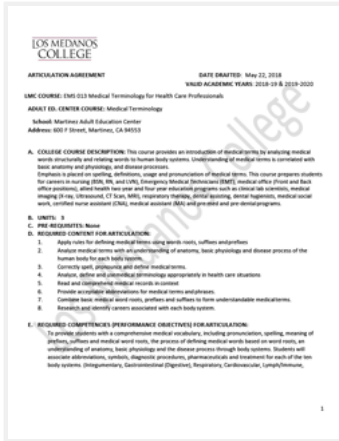 LOS MEDANOS
COLLEGE
ARTICULATION AGREEMENT DATE DRAFTED: May 22, 2018
VALID ACADEMIC YEARS: 2018-19 & 2019-2020
LMC COURSE: EMS 013 Medical Terminology for Health Care Professionals
ADULT ED. CENTER COURSE: Medical Terminology
School: Martinez Adult Education Center
Address: 600 F Street, Martinez, CA 94553
A. COLLEGE COURSE DESCRIPTION: This course provides an introduction of medical terms by analyzing medical
words structurally and relating words to human body systems. Understanding of medical terms is correlated with
basic anatomy and physiology, and disease processes.
Emphasis is placed on spelling, definitions, usage and pronunciation of medical terms. This course prepares students
for careers in nursing (BSN, RN, and LVN), Emergency Medical Technicians (EMT), medical office (Front and Back
office positions), allied health two year and four year education programs such as clinical lab scientists, medical
imaging (X-ray, Ultrasound, CT Scan, MRI), respiratory therapy, dental assisting, dental hygienists, medical social
work, certified nurse assistant (CNA), medical assistant (MA) and pre-med and pre-dental programs.
B. UNITS: 3
C. PRE-REQUISITES: None
D. REQUIRED CONTENT FOR ARTICULATION:
1. Apply rules for defining medical terms using words roots, suffixes and prefixes
2. Analyze medical terms with an understanding of anatomy, basic physiology and disease process of the
human body for each body system.
3. Correctly spell, pronounce and define medical terms.
4. Analyze, define and use medical terminology appropriately in health care situations
5. Read and comprehend medical records in context
6. Provide acceptable abbreviations for medical terms and phrases.
7. Combine basic medical word roots, prefixes and suffixes to form understandable medical terms.
8. Research and identify careers associated with each body system.
E. REQUIRED COMPETENCIES (PERFORMANCE OBJECTIVES) FOR ARTICULATION:
To provide students with a comprehensive medical vocabulary, including pronunciation, spelling, meaning of
prefixes, suffixes and medical word roots, the process of defining medical words based on word roots, an
understanding of anatomy, basic physiology and the disease process through body systems. Students will
associate abbreviations, symbols, diagnostic procedures, pharmaceuticals and treatment for each of the ten
body systems. (Integumentary, Gastrointestinal (Digestive), Respiratory, Cardiovascular, Lymph/Immune,
1
Los Medanos College